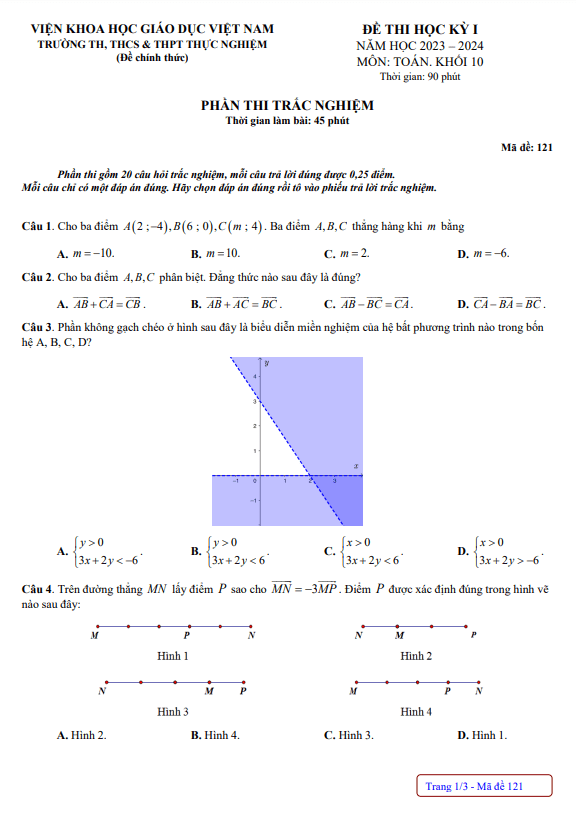 VIỆN KHOA HỌC GIÁO DỤC VIỆT NAM
TRƯỜNG TH, THCS & THPT THỰC NGHIỆM
(Đề chính thức)
ĐỀ THI HỌC KỲ I
NĂM HỌC 2023 – 2024
MÔN: TOÁN. KHỐI 10
Thời gian: 90 phút
PHẦN THI TRẮC NGHIỆM
Thời gian làm bài: 45 phút
Mã đề: 121
Phần thi gồm 20 câu hỏi trắc nghiệm, mỗi câu trả lời đúng được 0,25 điểm.
Mỗi câu chỉ có một đáp án đúng. Hãy chọn đáp án đúng rồi tô vào phiếu trả lời trắc nghiệm.
Câu 1. Cho ba điểm A(2 ;−4), B(6 ; 0), C(m ; 4). Ba điểm A, B, C thẳng hàng khi m bằng
A. m = −10. B. m = 10. C. m = 2. D. m = −6.
Câu 2. Cho ba điểm A, B, C phân biệt. Đẳng thức nào sau đây là đúng?
A. $\overrightarrow{AB}+\overrightarrow{CA}=\overrightarrow{CB}$. B. $\overrightarrow{AB}+\overrightarrow{AC}=\overrightarrow{BC}$. C. $\overrightarrow{AB}-\overrightarrow{BC}=\overrightarrow{CA}$. D. $\overrightarrow{CA}-\overrightarrow{BA}=\overrightarrow{BC}$.
Câu 3. Phần không gạch chéo ở hình sau đây là biểu diễn miền nghiệm của hệ bất phương trình nào trong bốn
hệ A, B, C, D?
y
4
3
2
1
x
−1 0 1 2 3
−1
A. $\begin{cases} y>0 \\ 3x+2y<-6 \end{cases}$. B. $\begin{cases} y>0 \\ 3x+2y<6 \end{cases}$. C. $\begin{cases} x>0 \\ 3x+2y<6 \end{cases}$. D. $\begin{cases} x>0 \\ 3x+2y>-6 \end{cases}$.
Câu 4. Trên đường thẳng MN lấy điểm P sao cho $\overrightarrow{MN}=-3\overrightarrow{MP}$. Điểm P được xác định đúng trong hình vẽ
nào sau đây:
M P N
Hình 1
N M P
Hình 2
N M P
Hình 3
M P N
Hình 4
A. Hình 2. B. Hình 4. C. Hình 3. D. Hình 1.
Trang 1/3 - Mã đề 121